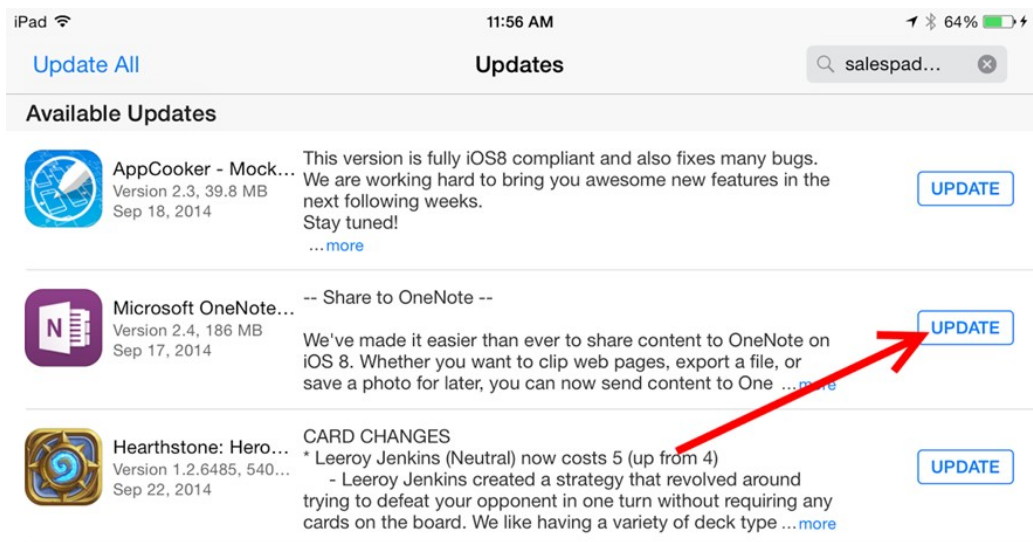 iPad 11:56 AM 64%
Update All Updates salespad...
Available Updates
AppCooker - Mock...
Version 2.3, 39.8 MB
Sep 18, 2014
This version is fully iOS8 compliant and also fixes many bugs.
We are working hard to bring you awesome new features in the
next following weeks.
Stay tuned!
...more
UPDATE
N
Microsoft OneNote...
Version 2.4, 186 MB
Sep 17, 2014
-- Share to OneNote --
We've made it easier than ever to share content to OneNote on
iOS 8. Whether you want to clip web pages, export a file, or
save a photo for later, you can now send content to One ...more
UPDATE
Hearthstone: Hero...
Version 1.2.6485, 540...
Sep 22, 2014
CARD CHANGES
* Leeroy Jenkins (Neutral) now costs 5 (up from 4)
- Leeroy Jenkins created a strategy that revolved around
trying to defeat your opponent in one turn without requiring any
cards on the board. We like having a variety of deck type ...more
UPDATE